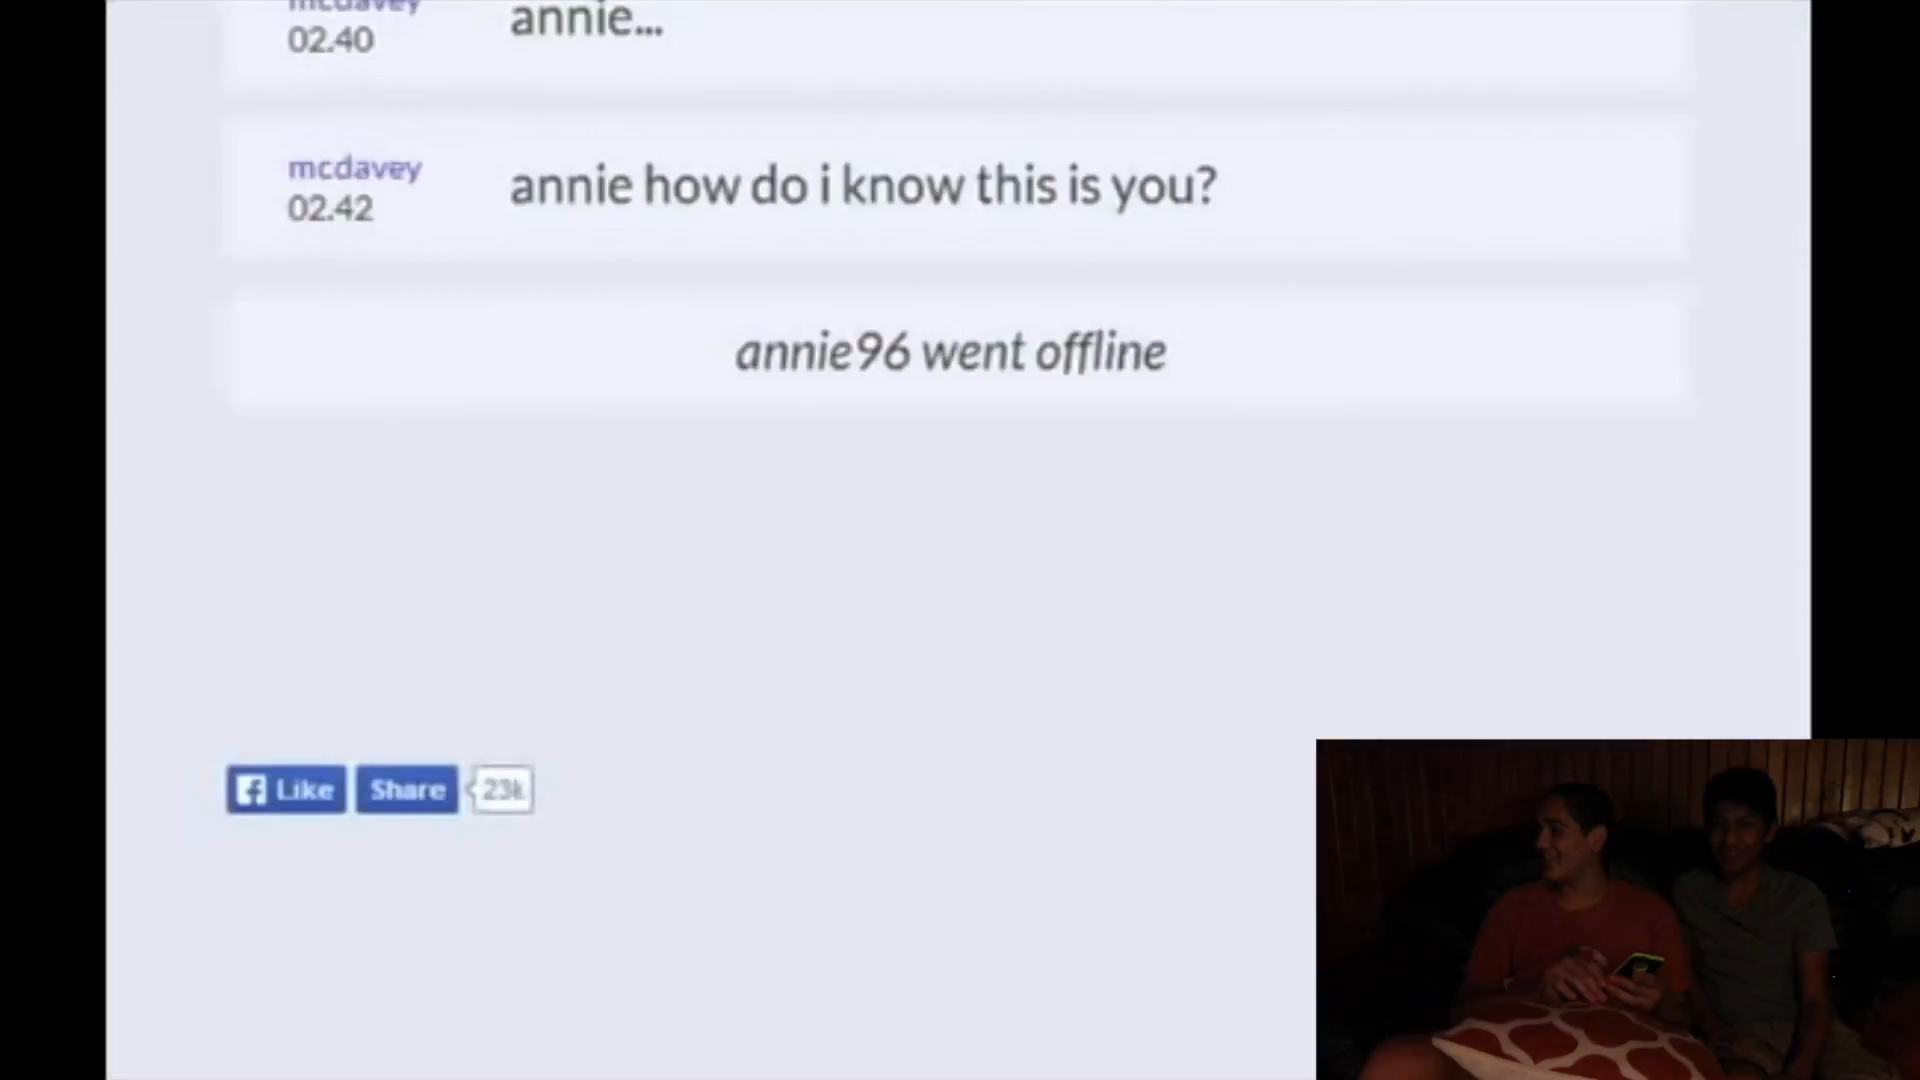 mcdavey
02.40
annie...
mcdavey
02.42
annie how do i know this is you?
annie96 went offline
Like
Share
23k